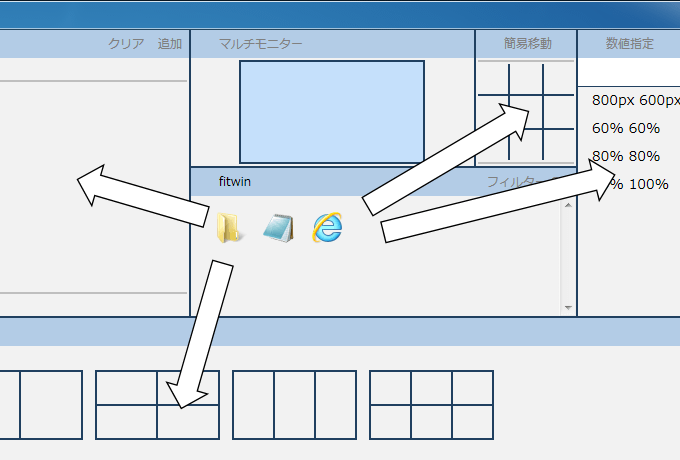 クリア 追加
マルチモニター
簡易移動
数値指定
800px 600px
60% 60%
80% 80%
% 100%
fitwin
フィルター